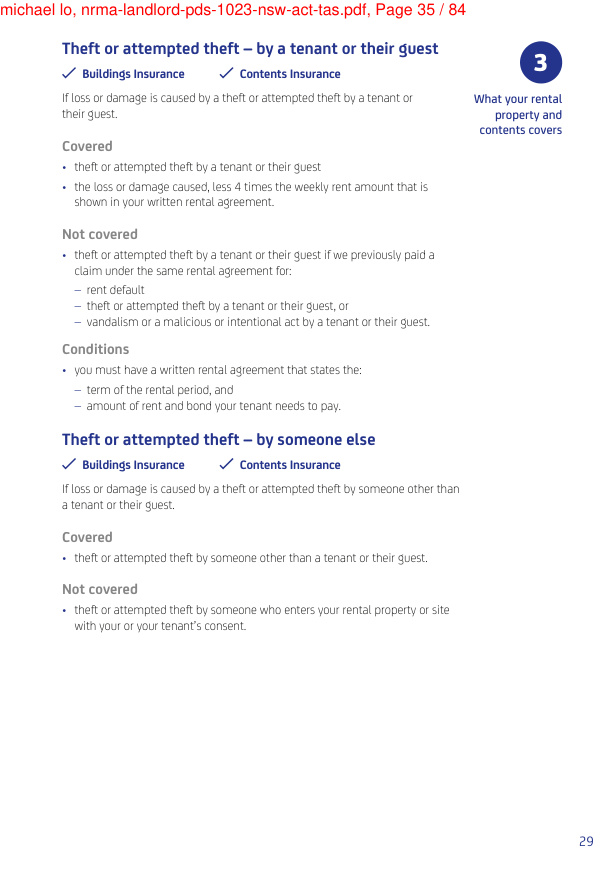 michael lo, nrma-landlord-pds-1023-nsw-act-tas.pdf, Page 35 / 84
Theft or attempted theft – by a tenant or their guest
✓ Buildings Insurance ✓ Contents Insurance
If loss or damage is caused by a theft or attempted theft by a tenant or
their guest.
Covered
• theft or attempted theft by a tenant or their guest
• the loss or damage caused, less 4 times the weekly rent amount that is
shown in your written rental agreement.
Not covered
• theft or attempted theft by a tenant or their guest if we previously paid a
claim under the same rental agreement for:
– rent default
– theft or attempted theft by a tenant or their guest, or
– vandalism or a malicious or intentional act by a tenant or their guest.
Conditions
• you must have a written rental agreement that states the:
– term of the rental period, and
– amount of rent and bond your tenant needs to pay.
Theft or attempted theft – by someone else
✓ Buildings Insurance ✓ Contents Insurance
If loss or damage is caused by a theft or attempted theft by someone other than
a tenant or their guest.
Covered
• theft or attempted theft by someone other than a tenant or their guest.
Not covered
• theft or attempted theft by someone who enters your rental property or site
with your or your tenant's consent.
3
What your rental
property and
contents covers
29